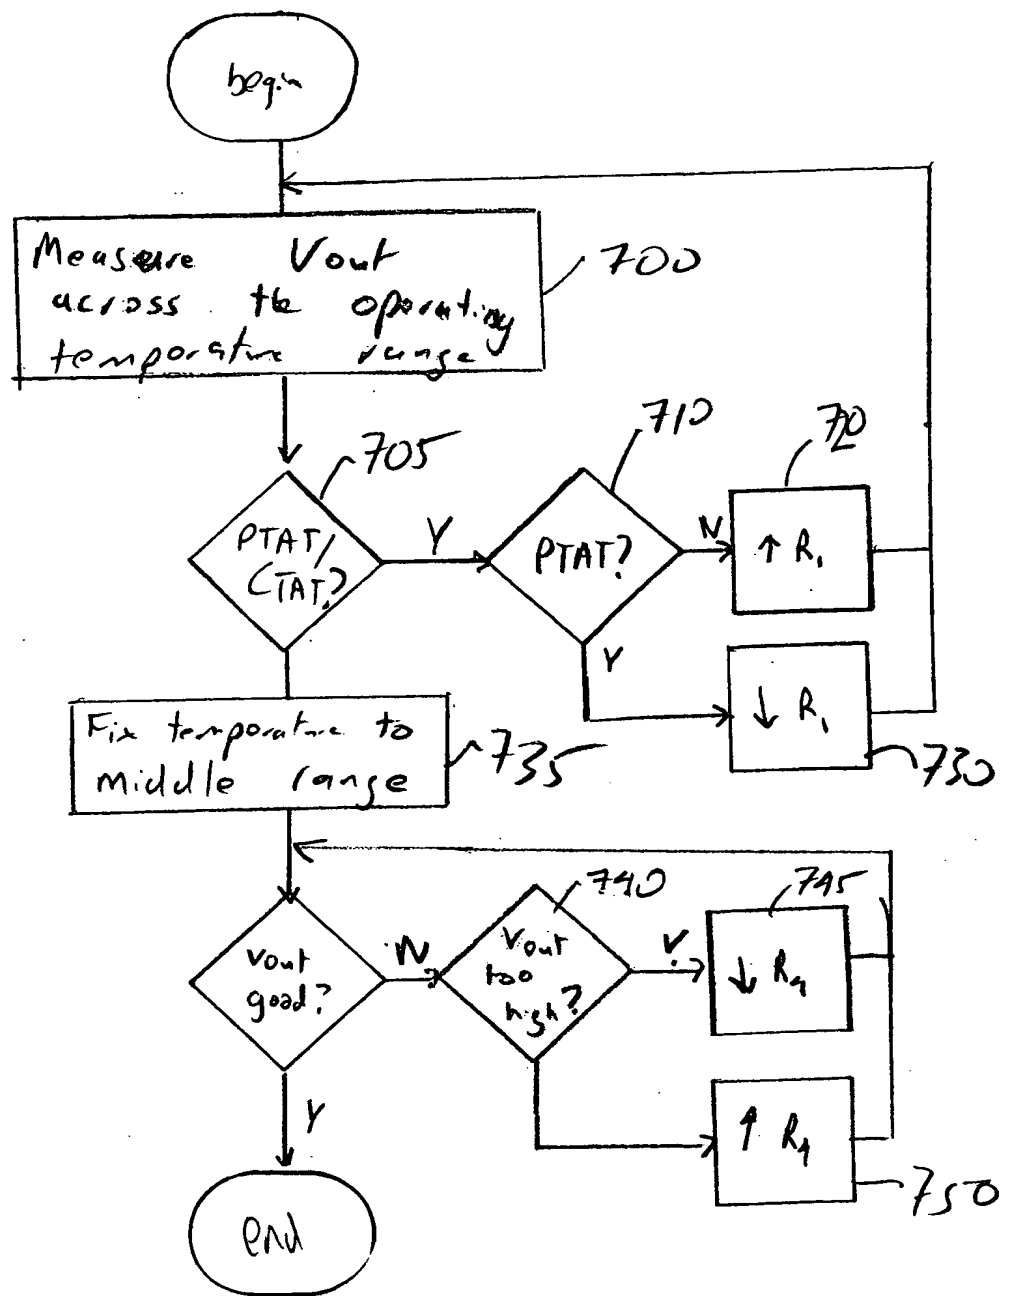 begin
Measure Vout
across the operating
temperature range
700
705
710
720
PTAT/
CTAT?
Y
PTAT?
N
↑ R1
Y
↓ R1
730
Fix temperature to
middle range
735
740
745
Vout
good?
N
Vout
too
high?
Y
↓ R4
Y
↑ R4
750
end